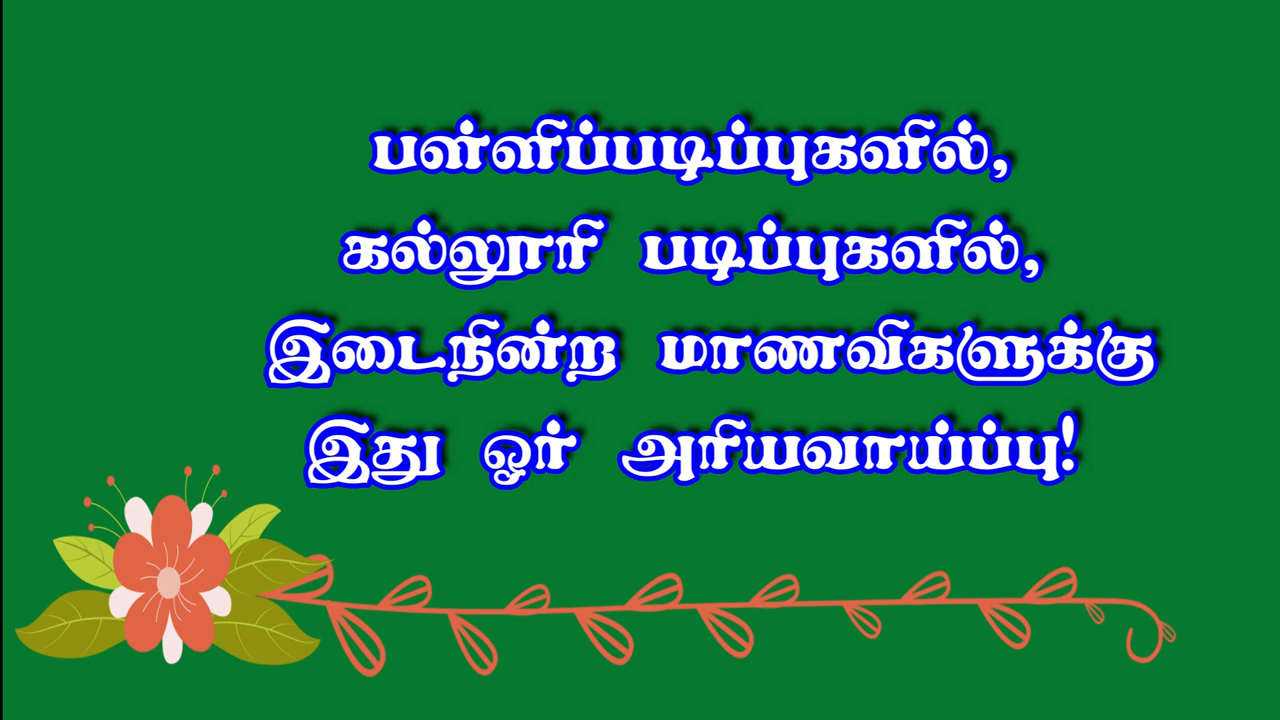 பள்ளிப்படிப்புகளில்,
கல்லூரி படிப்புகளில்,
இடைநின்ற மாணவிகளுக்கு
இது ஓர் அரியவாய்ப்பு!